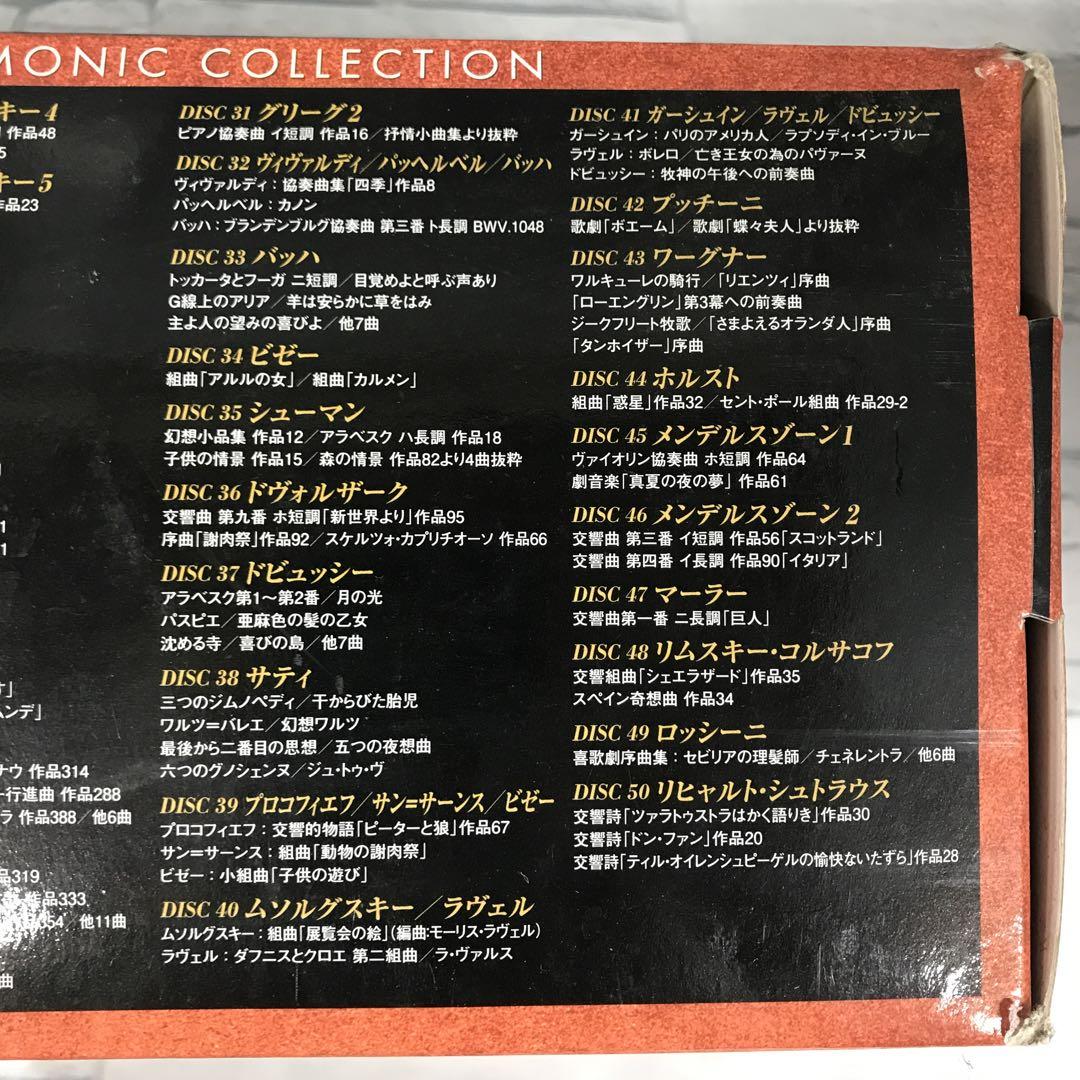 MONIC COLLECTION
キー4
作品48
5
キー5
作品23
1
1
す」
ムンデ」
ナウ 作品314
行進曲 作品288
ラ 作品388／他6曲
品319
作品333
354／他11曲
曲
DISC 31 グリーグ2
ピアノ協奏曲 イ短調 作品16／抒情小曲集より抜粋
DISC 32 ヴィヴァルディ／パッヘルベル／バッハ
ヴィヴァルディ：協奏曲集「四季」作品8
パッヘルベル：カノン
バッハ：ブランデンブルグ協奏曲 第三番 ト長調 BWV.1048
DISC 33 バッハ
トッカータとフーガ ニ短調／目覚めよと呼ぶ声あり
G線上のアリア／羊は安らかに草をはみ
主よ人の望みの喜びよ／他7曲
DISC 34 ビゼー
組曲「アルルの女」／組曲「カルメン」
DISC 35 シューマン
幻想小品集 作品12／アラベスク ハ長調 作品18
子供の情景 作品15／森の情景 作品82より4曲抜粋
DISC 36 ドヴォルザーク
交響曲 第九番 ホ短調「新世界より」作品95
序曲「謝肉祭」作品92／スケルツォ・カプリチオーソ 作品66
DISC 37 ドビュッシー
アラベスク第1〜第2番／月の光
パスピエ／亜麻色の髪の乙女
沈める寺／喜びの島／他7曲
DISC 38 サティ
三つのジムノペディ／干からびた胎児
ワルツ=バレエ／幻想ワルツ
最後から二番目の思想／五つの夜想曲
六つのグノシェンヌ／ジュ・トゥ・ヴ
DISC 39 プロコフィエフ／サン=サーンス／ビゼー
プロコフィエフ：交響的物語「ピーターと狼」作品67
サン=サーンス：組曲「動物の謝肉祭」
ビゼー：小組曲「子供の遊び」
DISC 40 ムソルグスキー／ラヴェル
ムソルグスキー：組曲「展覧会の絵」（編曲：モーリス・ラヴェル）
ラヴェル：ダフニスとクロエ 第二組曲／ラ・ヴァルス
DISC 41 ガーシュイン／ラヴェル／ドビュッシー
ガーシュイン：パリのアメリカ人／ラプソディ・イン・ブルー
ラヴェル：ボレロ／亡き王女の為のパヴァーヌ
ドビュッシー：牧神の午後への前奏曲
DISC 42 プッチーニ
歌劇「ボエーム」／歌劇「蝶々夫人」より抜粋
DISC 43 ワーグナー
ワルキューレの騎行／「リエンツィ」序曲
「ローエングリン」第3幕への前奏曲
ジークフリート牧歌／「さまよえるオランダ人」序曲
「タンホイザー」序曲
DISC 44 ホルスト
組曲「惑星」作品32／セント・ポール組曲 作品29-2
DISC 45 メンデルスゾーン1
ヴァイオリン協奏曲 ホ短調 作品64
劇音楽「真夏の夜の夢」作品61
DISC 46 メンデルスゾーン2
交響曲 第三番 イ短調 作品56「スコットランド」
交響曲 第四番 イ長調 作品90「イタリア」
DISC 47 マーラー
交響曲第一番 ニ長調「巨人」
DISC 48 リムスキー・コルサコフ
交響組曲「シェエラザード」作品35
スペイン奇想曲 作品34
DISC 49 ロッシーニ
喜歌劇序曲集：セビリアの理髪師／チェネレントラ／他6曲
DISC 50 リヒャルト・シュトラウス
交響詩「ツァラトゥストラはかく語りき」作品30
交響詩「ドン・ファン」作品20
交響詩「ティル・オイレンシュピーゲルの愉快ないたずら」作品28